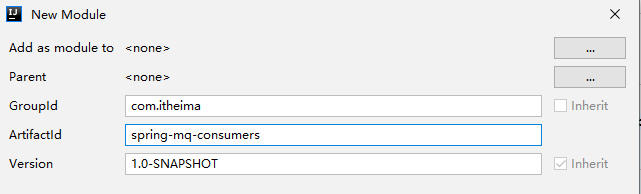 New Module
Add as module to <none> ...
Parent <none> ...
GroupId com.itheima Inherit
ArtifactId spring-mq-consumers
Version 1.0-SNAPSHOT Inherit